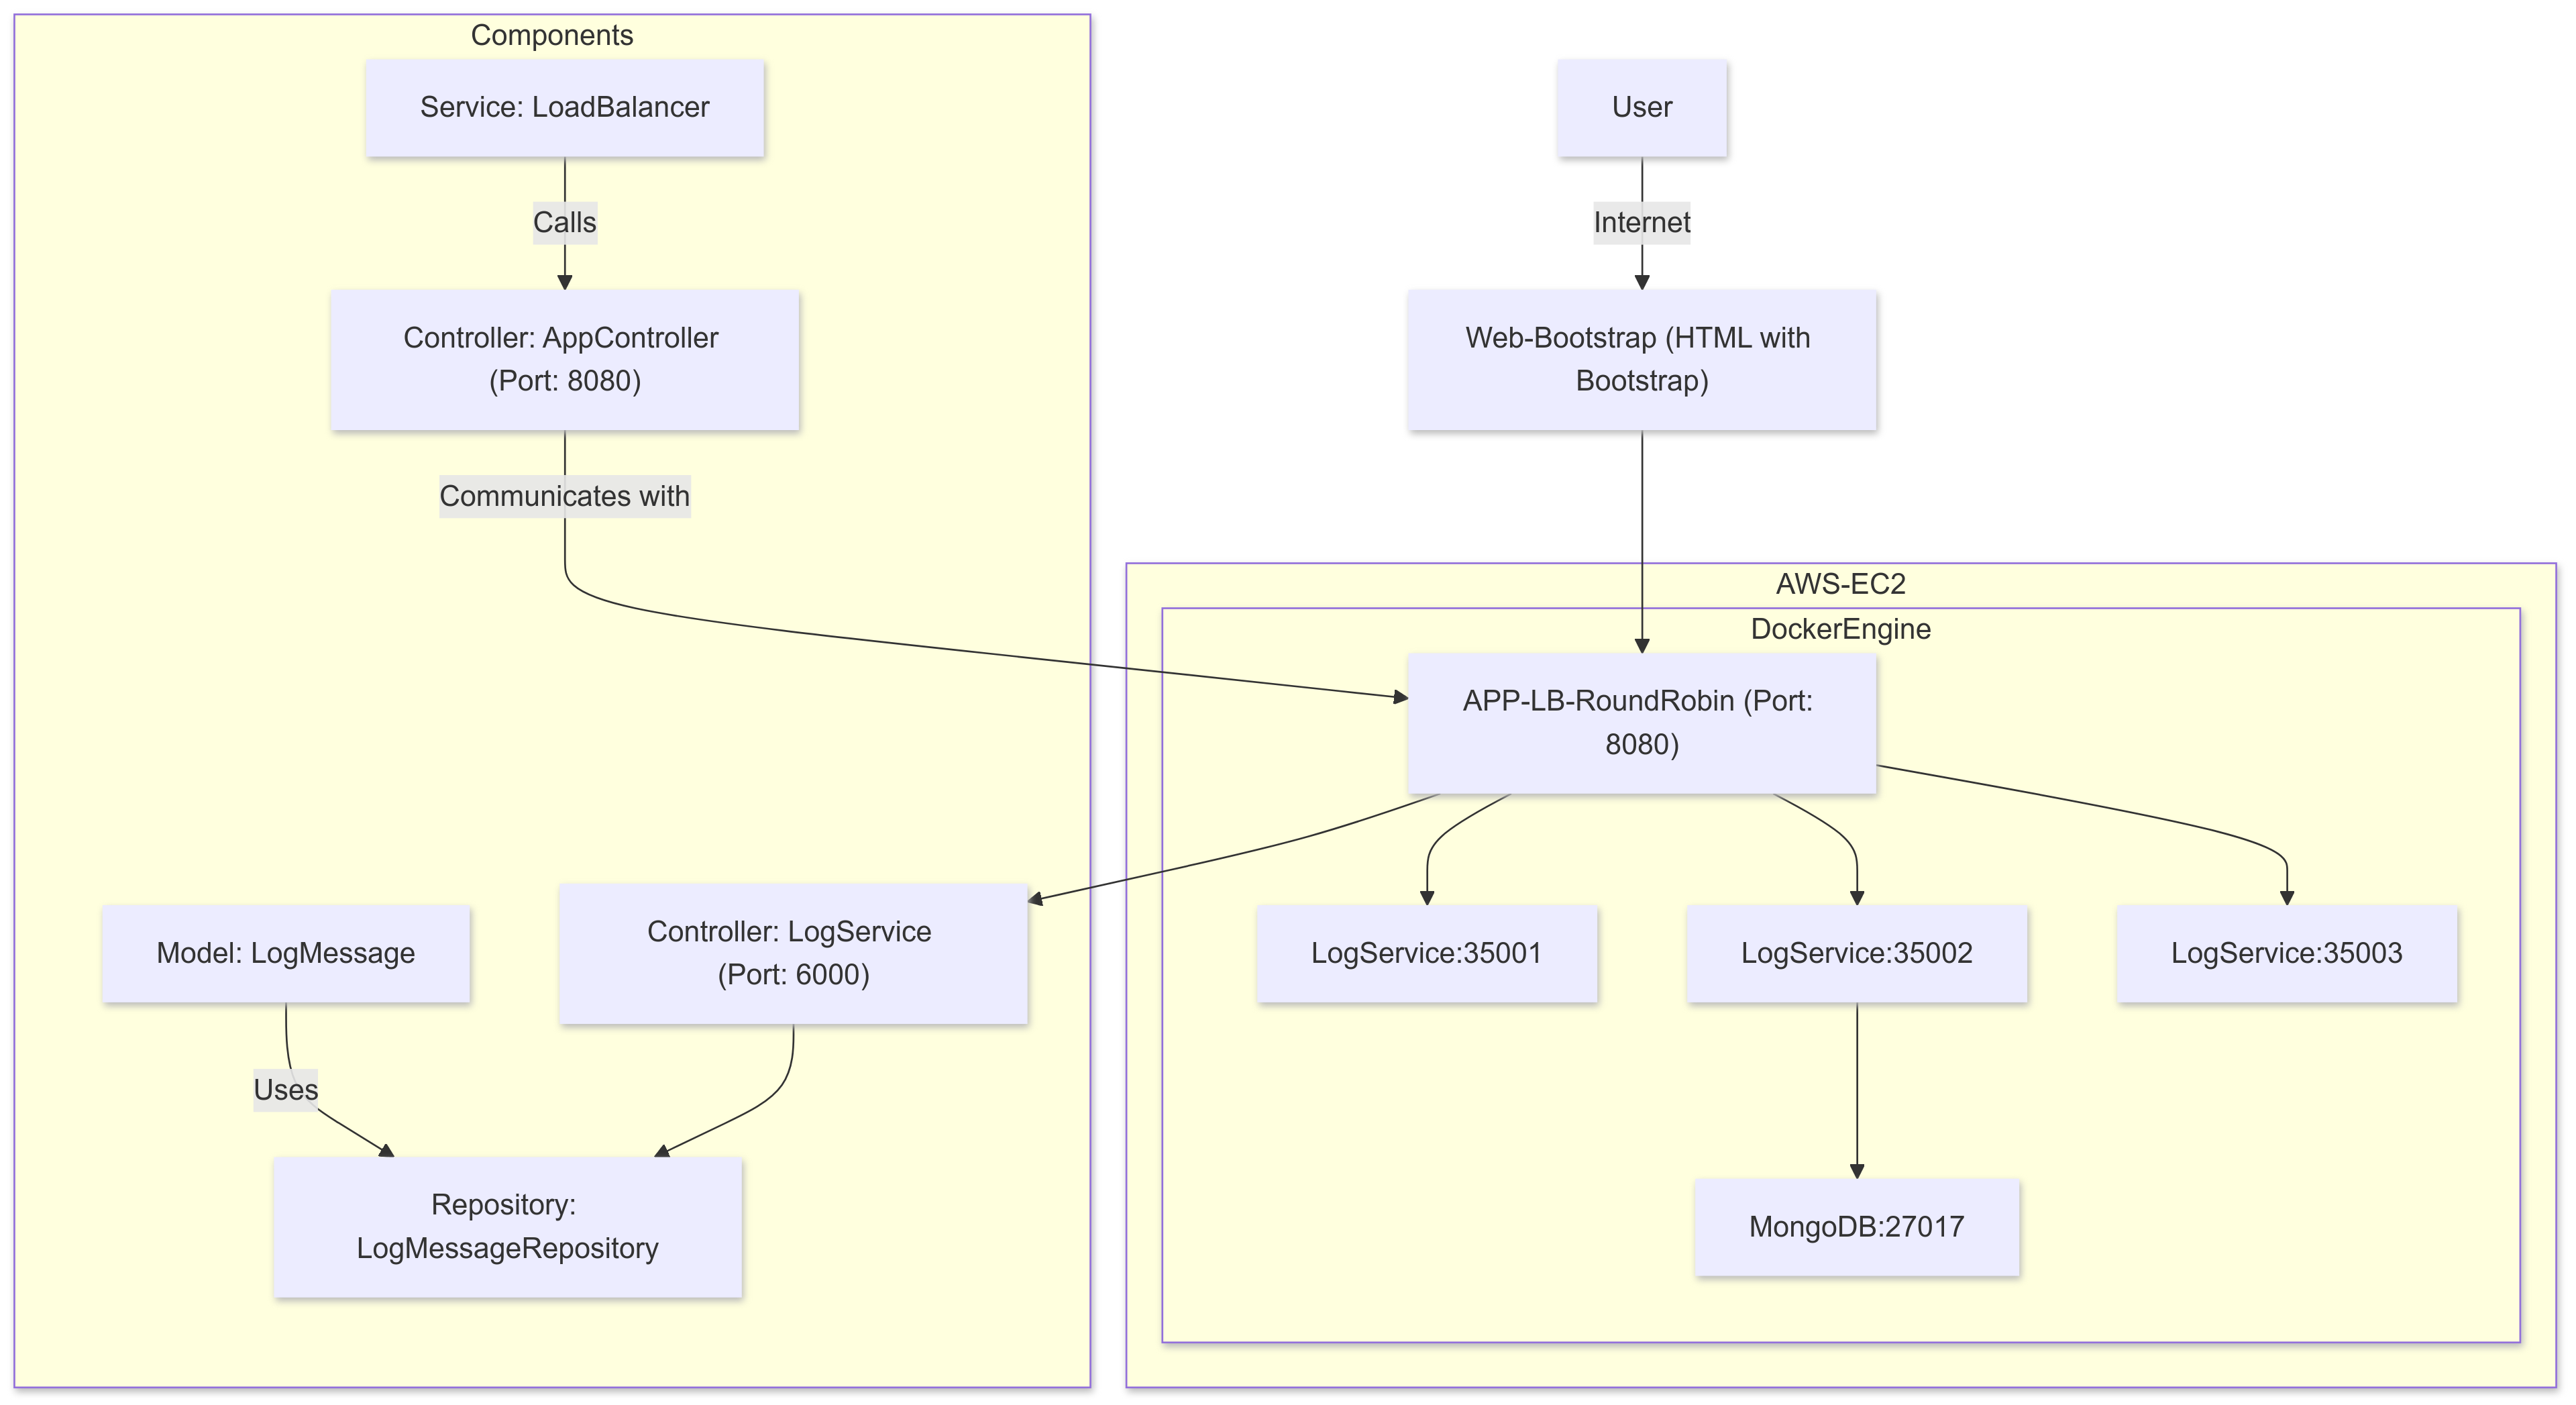 Components
Service: LoadBalancer
Calls
Controller: AppController
(Port: 8080)
Communicates with
Model: LogMessage
Controller: LogService
(Port: 6000)
Uses
Repository:
LogMessageRepository
User
Internet
Web-Bootstrap (HTML with
Bootstrap)
AWS-EC2
DockerEngine
APP-LB-RoundRobin (Port:
8080)
LogService:35001
LogService:35002
LogService:35003
MongoDB:27017